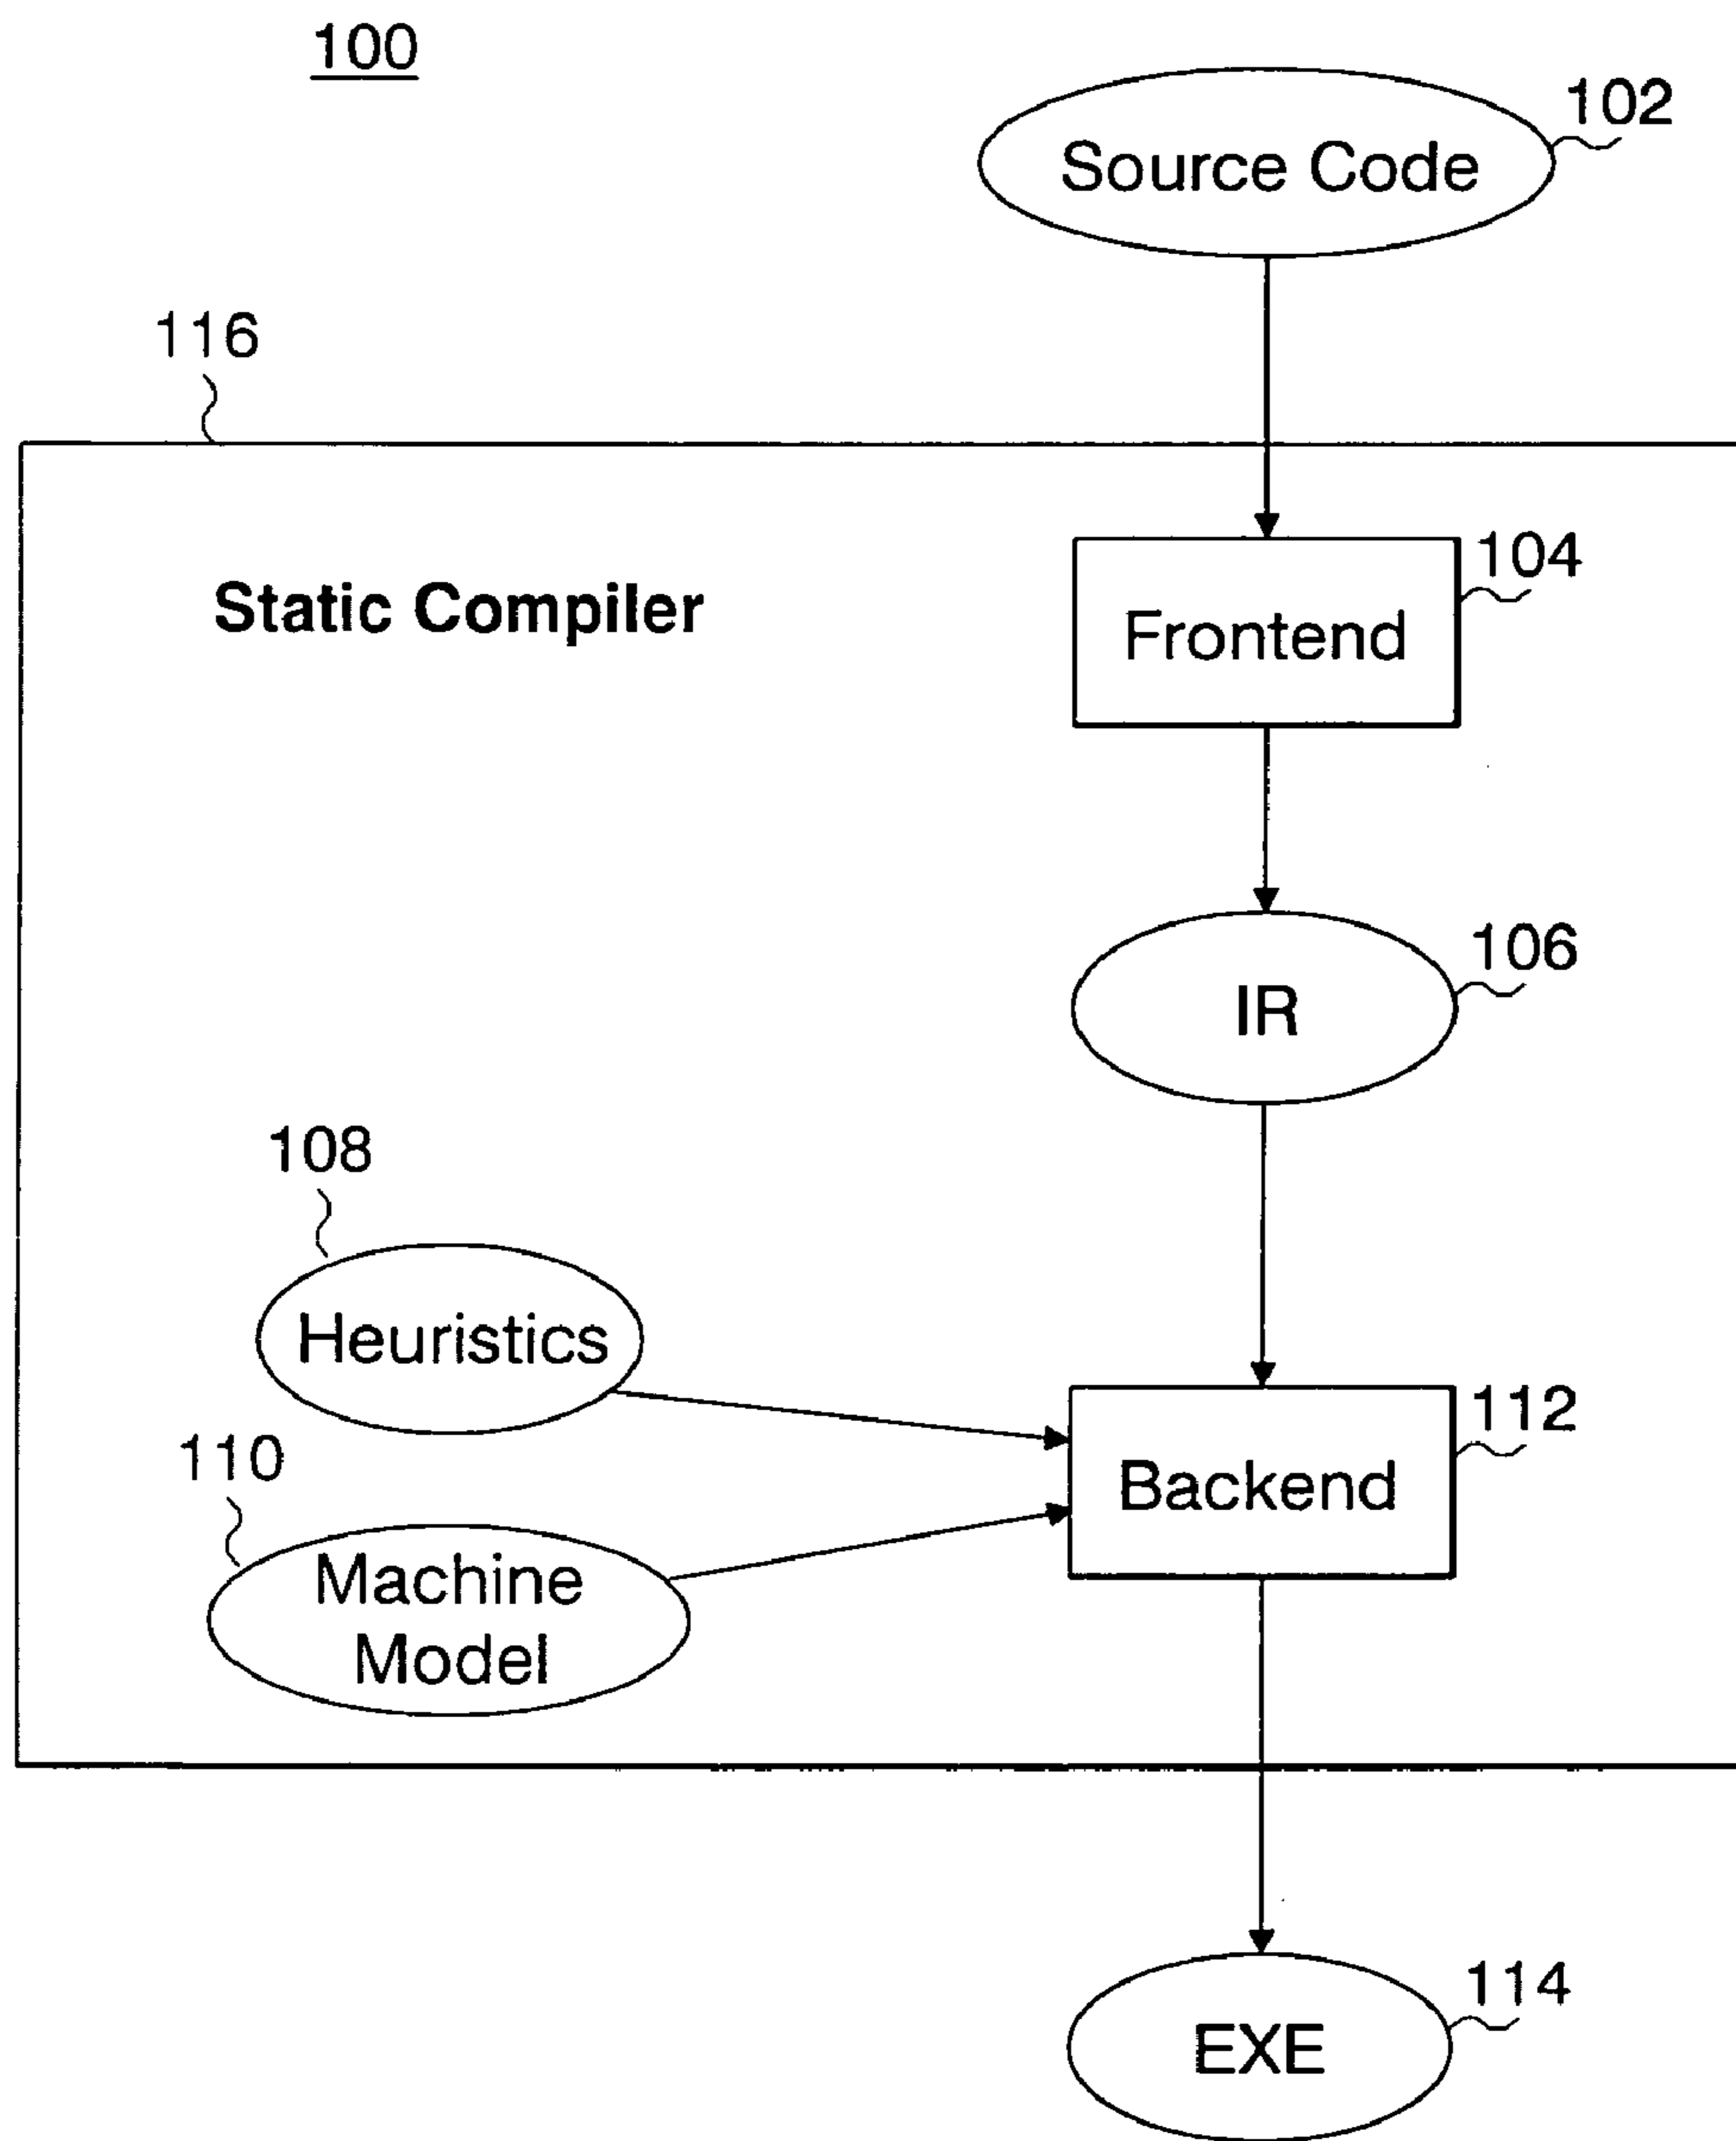 100
102
Source Code
116
104
Static Compiler
Frontend
106
IR
108
Heuristics
112
110
Backend
Machine
Model
114
EXE